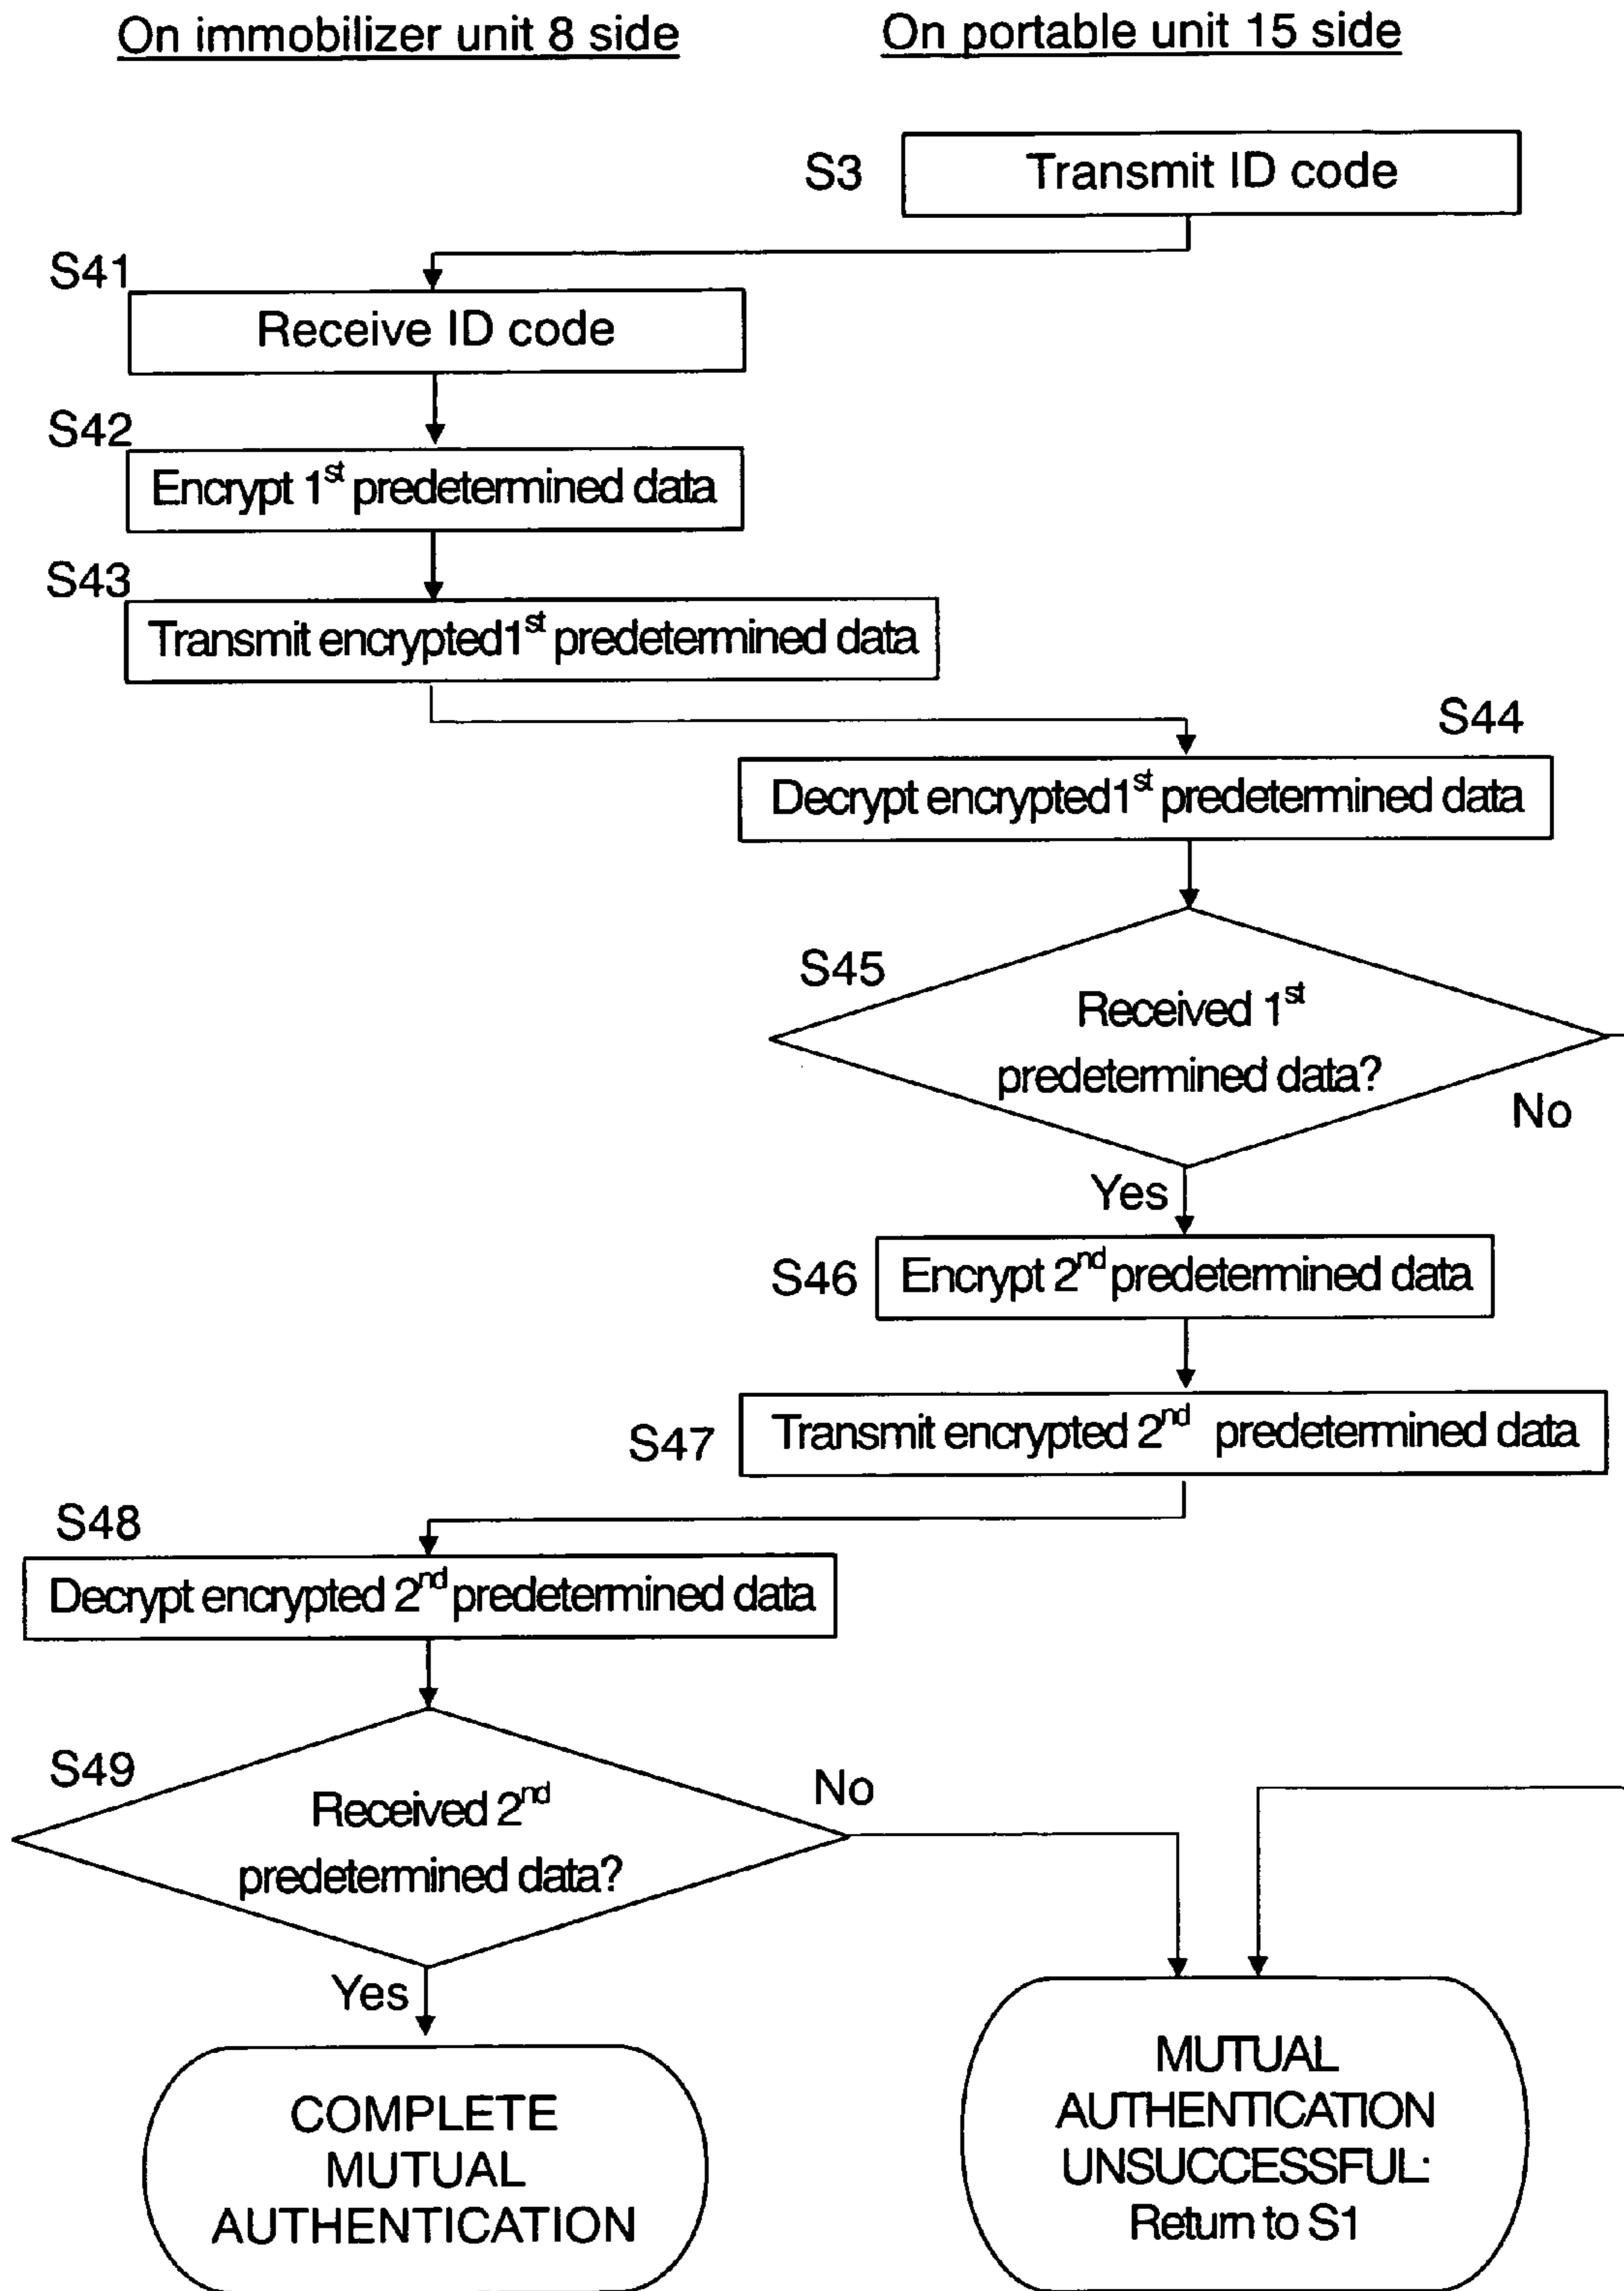 On immobilizer unit 8 side
On portable unit 15 side
S3
Transmit ID code
S41
Receive ID code
S42
Encrypt 1st predetermined data
S43
Transmit encrypted1st predetermined data
S44
Decrypt encrypted1st predetermined data
S45
Received 1st
predetermined data?
No
Yes
S46
Encrypt 2nd predetermined data
S47
Transmit encrypted 2nd predetermined data
S48
Decrypt encrypted 2nd predetermined data
S49
Received 2nd
predetermined data?
No
Yes
COMPLETE
MUTUAL
AUTHENTICATION
MUTUAL
AUTHENTICATION
UNSUCCESSFUL:
Return to S1